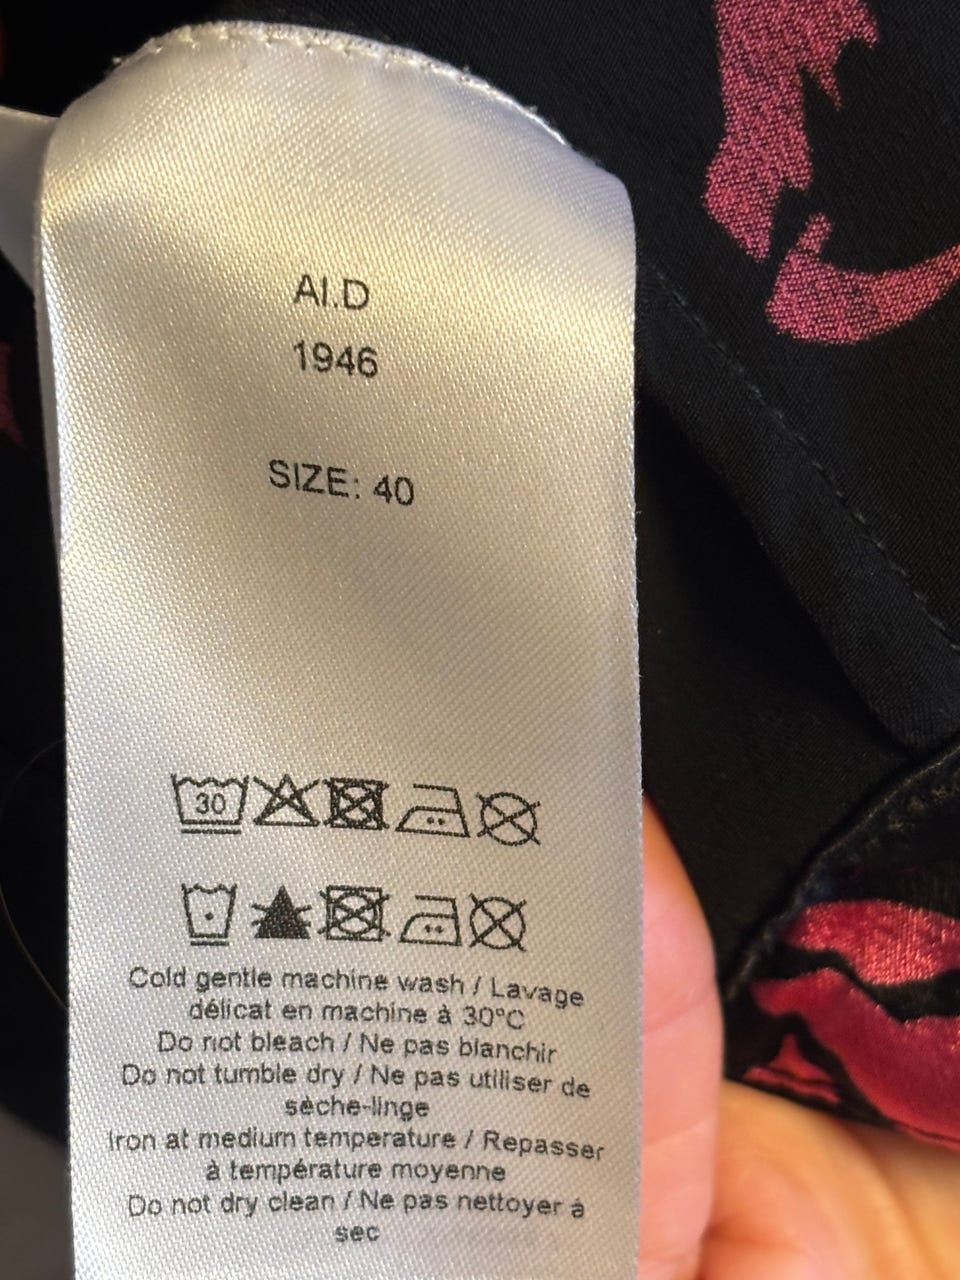 AI.D
1946
SIZE: 40
30
Cold gentle machine wash / Lavage
délicat en machine à 30°C
Do not bleach / Ne pas blanchir
Do not tumble dry / Ne pas utiliser de
sèche-linge
Iron at medium temperature / Repasser
à température moyenne
Do not dry clean / Ne pas nettoyer à
sec